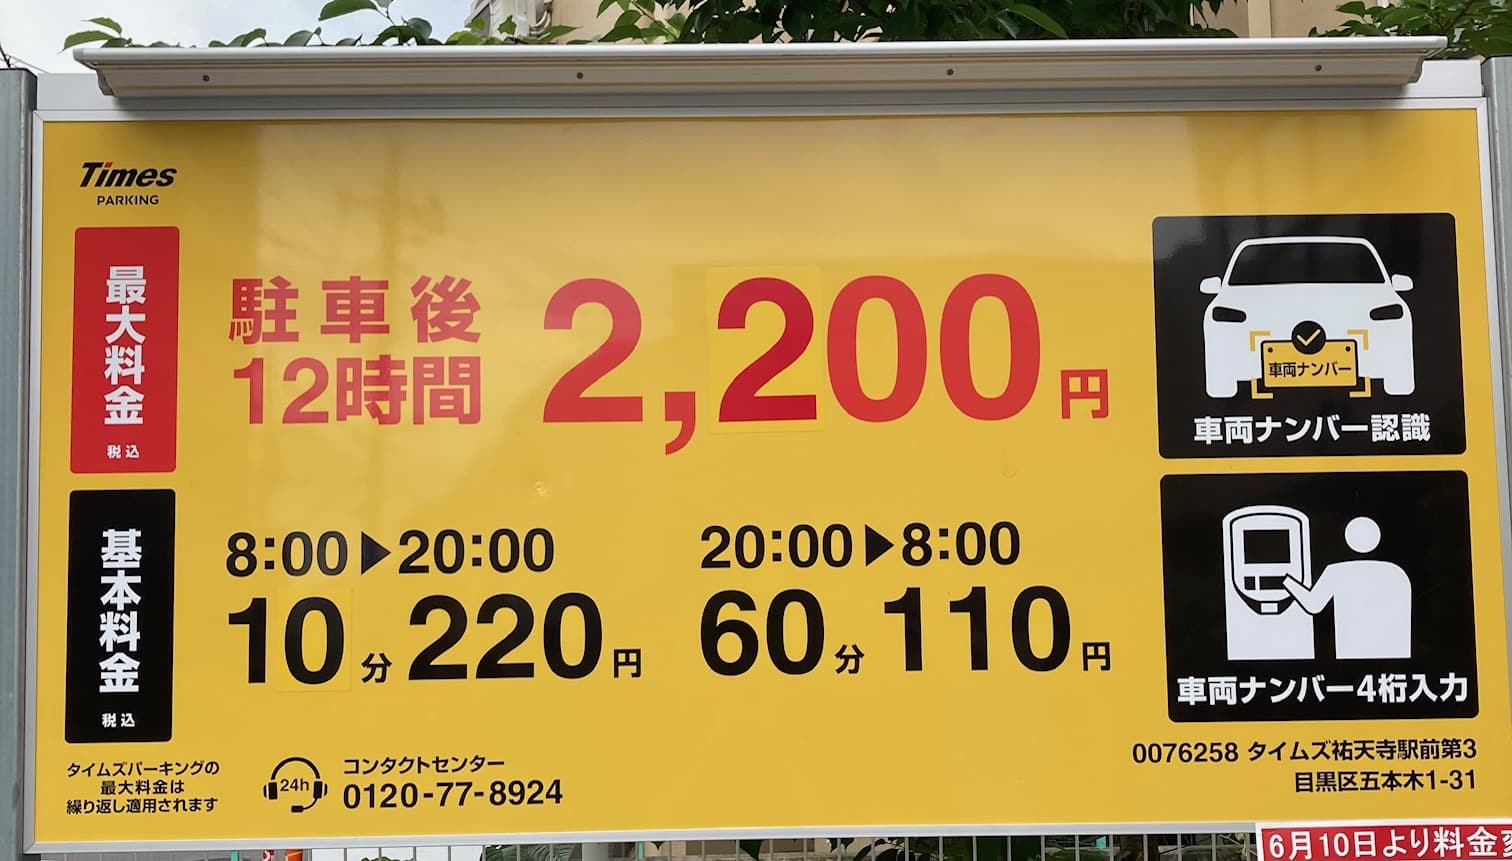 Times
PARKING
最大料金
税込
駐車後
12時間
2,200円
車両ナンバー
車両ナンバー認識
基本料金
税込
8:00▶20:00
10分220円
20:00▶8:00
60分110円
車両ナンバー4桁入力
タイムズパーキングの
最大料金は
繰り返し適用されます
24h
コンタクトセンター
0120-77-8924
0076258 タイムズ祐天寺駅前第3
目黒区五本木1-31
6月10日より料金